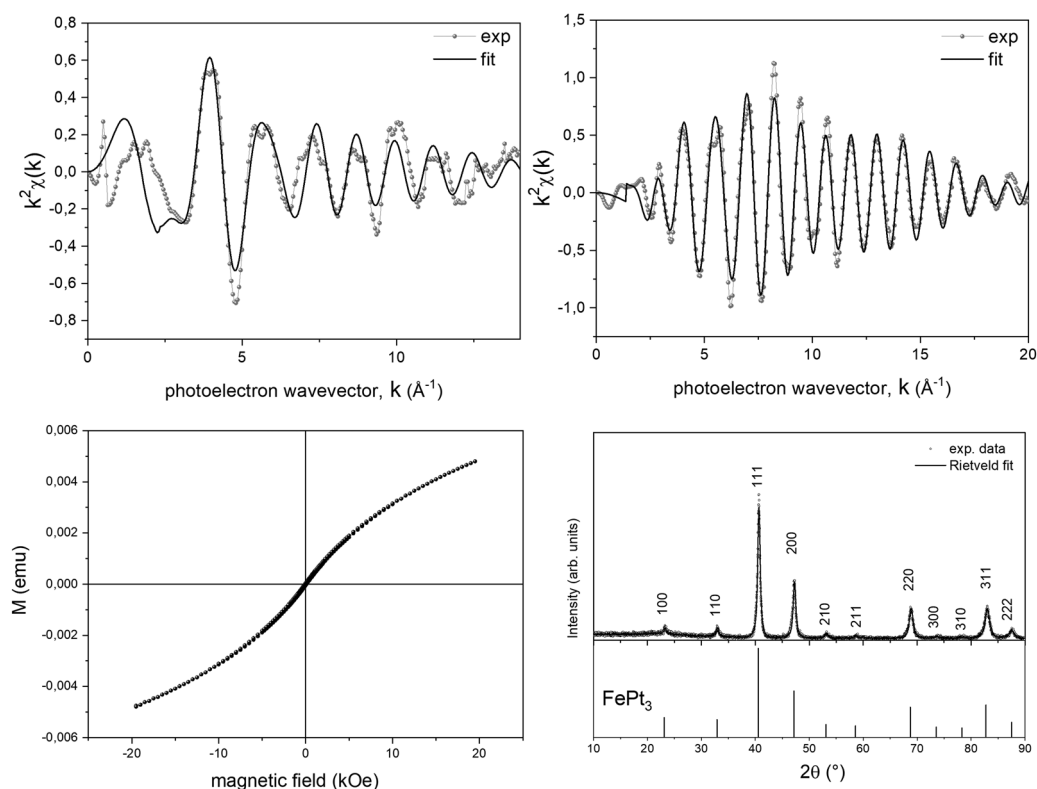 0,8
0,6
0,4
0,2
0,0
-0,2
-0,4
-0,6
-0,8
k²χ(k)
exp
fit
0 5 10
photoelectron wavevector, k (Å⁻¹)
1,5
1,0
0,5
0,0
-0,5
-1,0
k²χ(k)
exp
fit
0 5 10 15 20
photoelectron wavevector, k (Å⁻¹)
0,006
0,004
0,002
0,000
-0,002
-0,004
-0,006
M (emu)
-20 -10 0 10 20
magnetic field (kOe)
exp. data
Rietveld fit
Intensity (arb. units)
100
110
111
200
210
211
220
300
310
311
222
FePt₃
10 20 30 40 50 60 70 80 90
2θ (°)